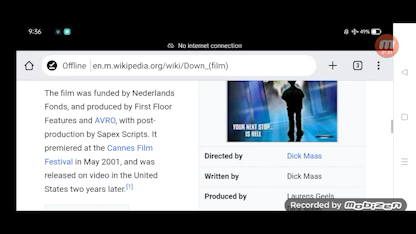 9:36
49%
No internet connection
Offline en.m.wikipedia.org/wiki/Down_(film)
3
The film was funded by Nederlands
Fonds, and produced by First Floor
Features and AVRO, with post-
production by Sapex Scripts. It
premiered at the Cannes Film
Festival in May 2001, and was
released on video in the United
States two years later.[1]
YOUR NEXT STOP...
IS HELL
Directed by Dick Maas
Written by Dick Maas
Produced by Laurens Geels
Recorded by Mobizen